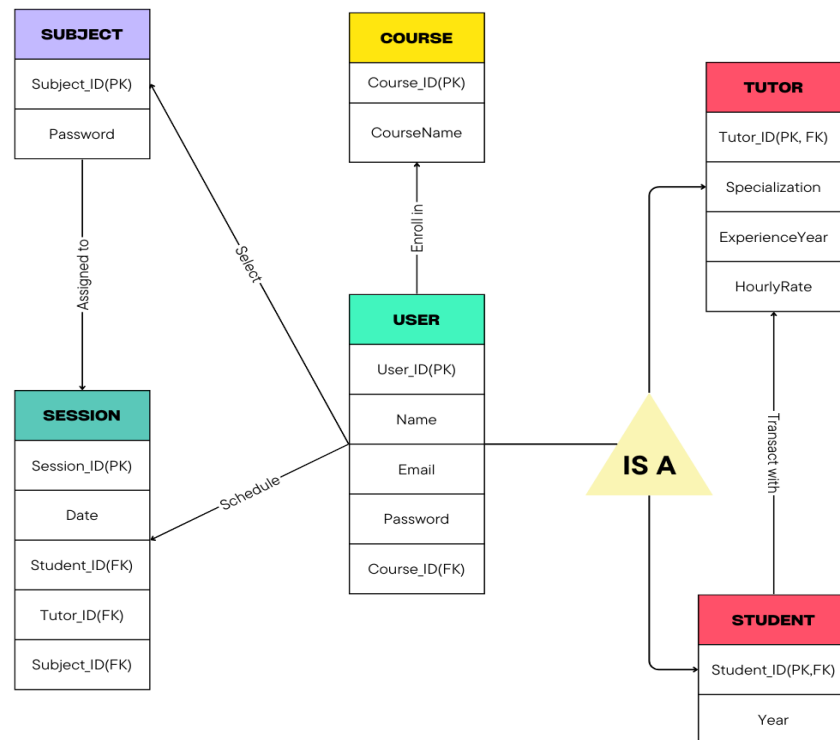 SUBJECT
Subject_ID(PK)
Password
COURSE
Course_ID(PK)
CourseName
TUTOR
Tutor_ID(PK, FK)
Specialization
ExperienceYear
HourlyRate
Assigned to
Select
Enroll in
USER
User_ID(PK)
Name
Email
Password
Course_ID(FK)
SESSION
Session_ID(PK)
Date
Student_ID(FK)
Tutor_ID(FK)
Subject_ID(FK)
Schedule
IS A
Transact with
STUDENT
Student_ID(PK,FK)
Year